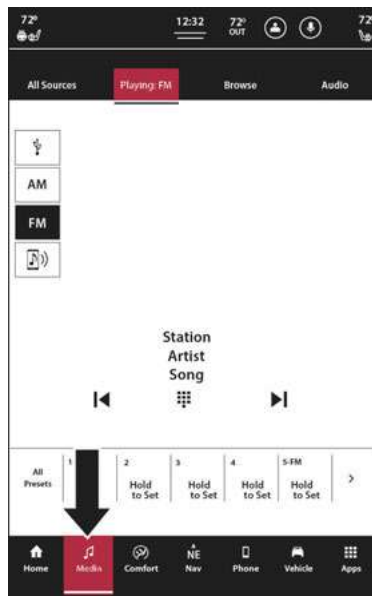 72°
12:32
72°
OUT
72
All Sources
Playing: FM
Browse
Audio
AM
FM
Station
Artist
Song
All
Presets
1
2
Hold
to Set
3
Hold
to Set
4
Hold
to Set
5-FM
Hold
to Set
>
Home
Media
Comfort
NE
Nav
Phone
Vehicle
Apps